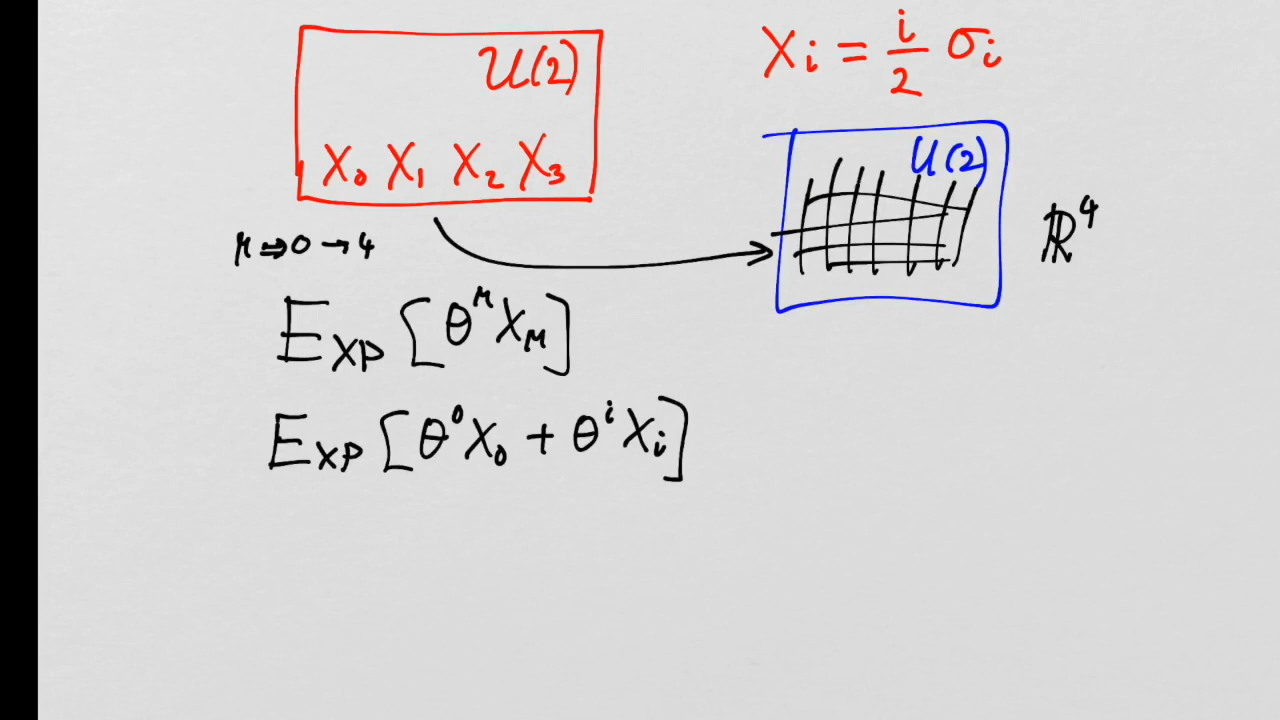 𝒰(2)
X₀ X₁ X₂ X₃
Xᵢ = i/2 σᵢ
U(2)
ℝ⁴
μ ⇒ 0 → 4
Exp [θ^μ X_μ]
Exp [θ⁰X₀ + θⁱXᵢ]